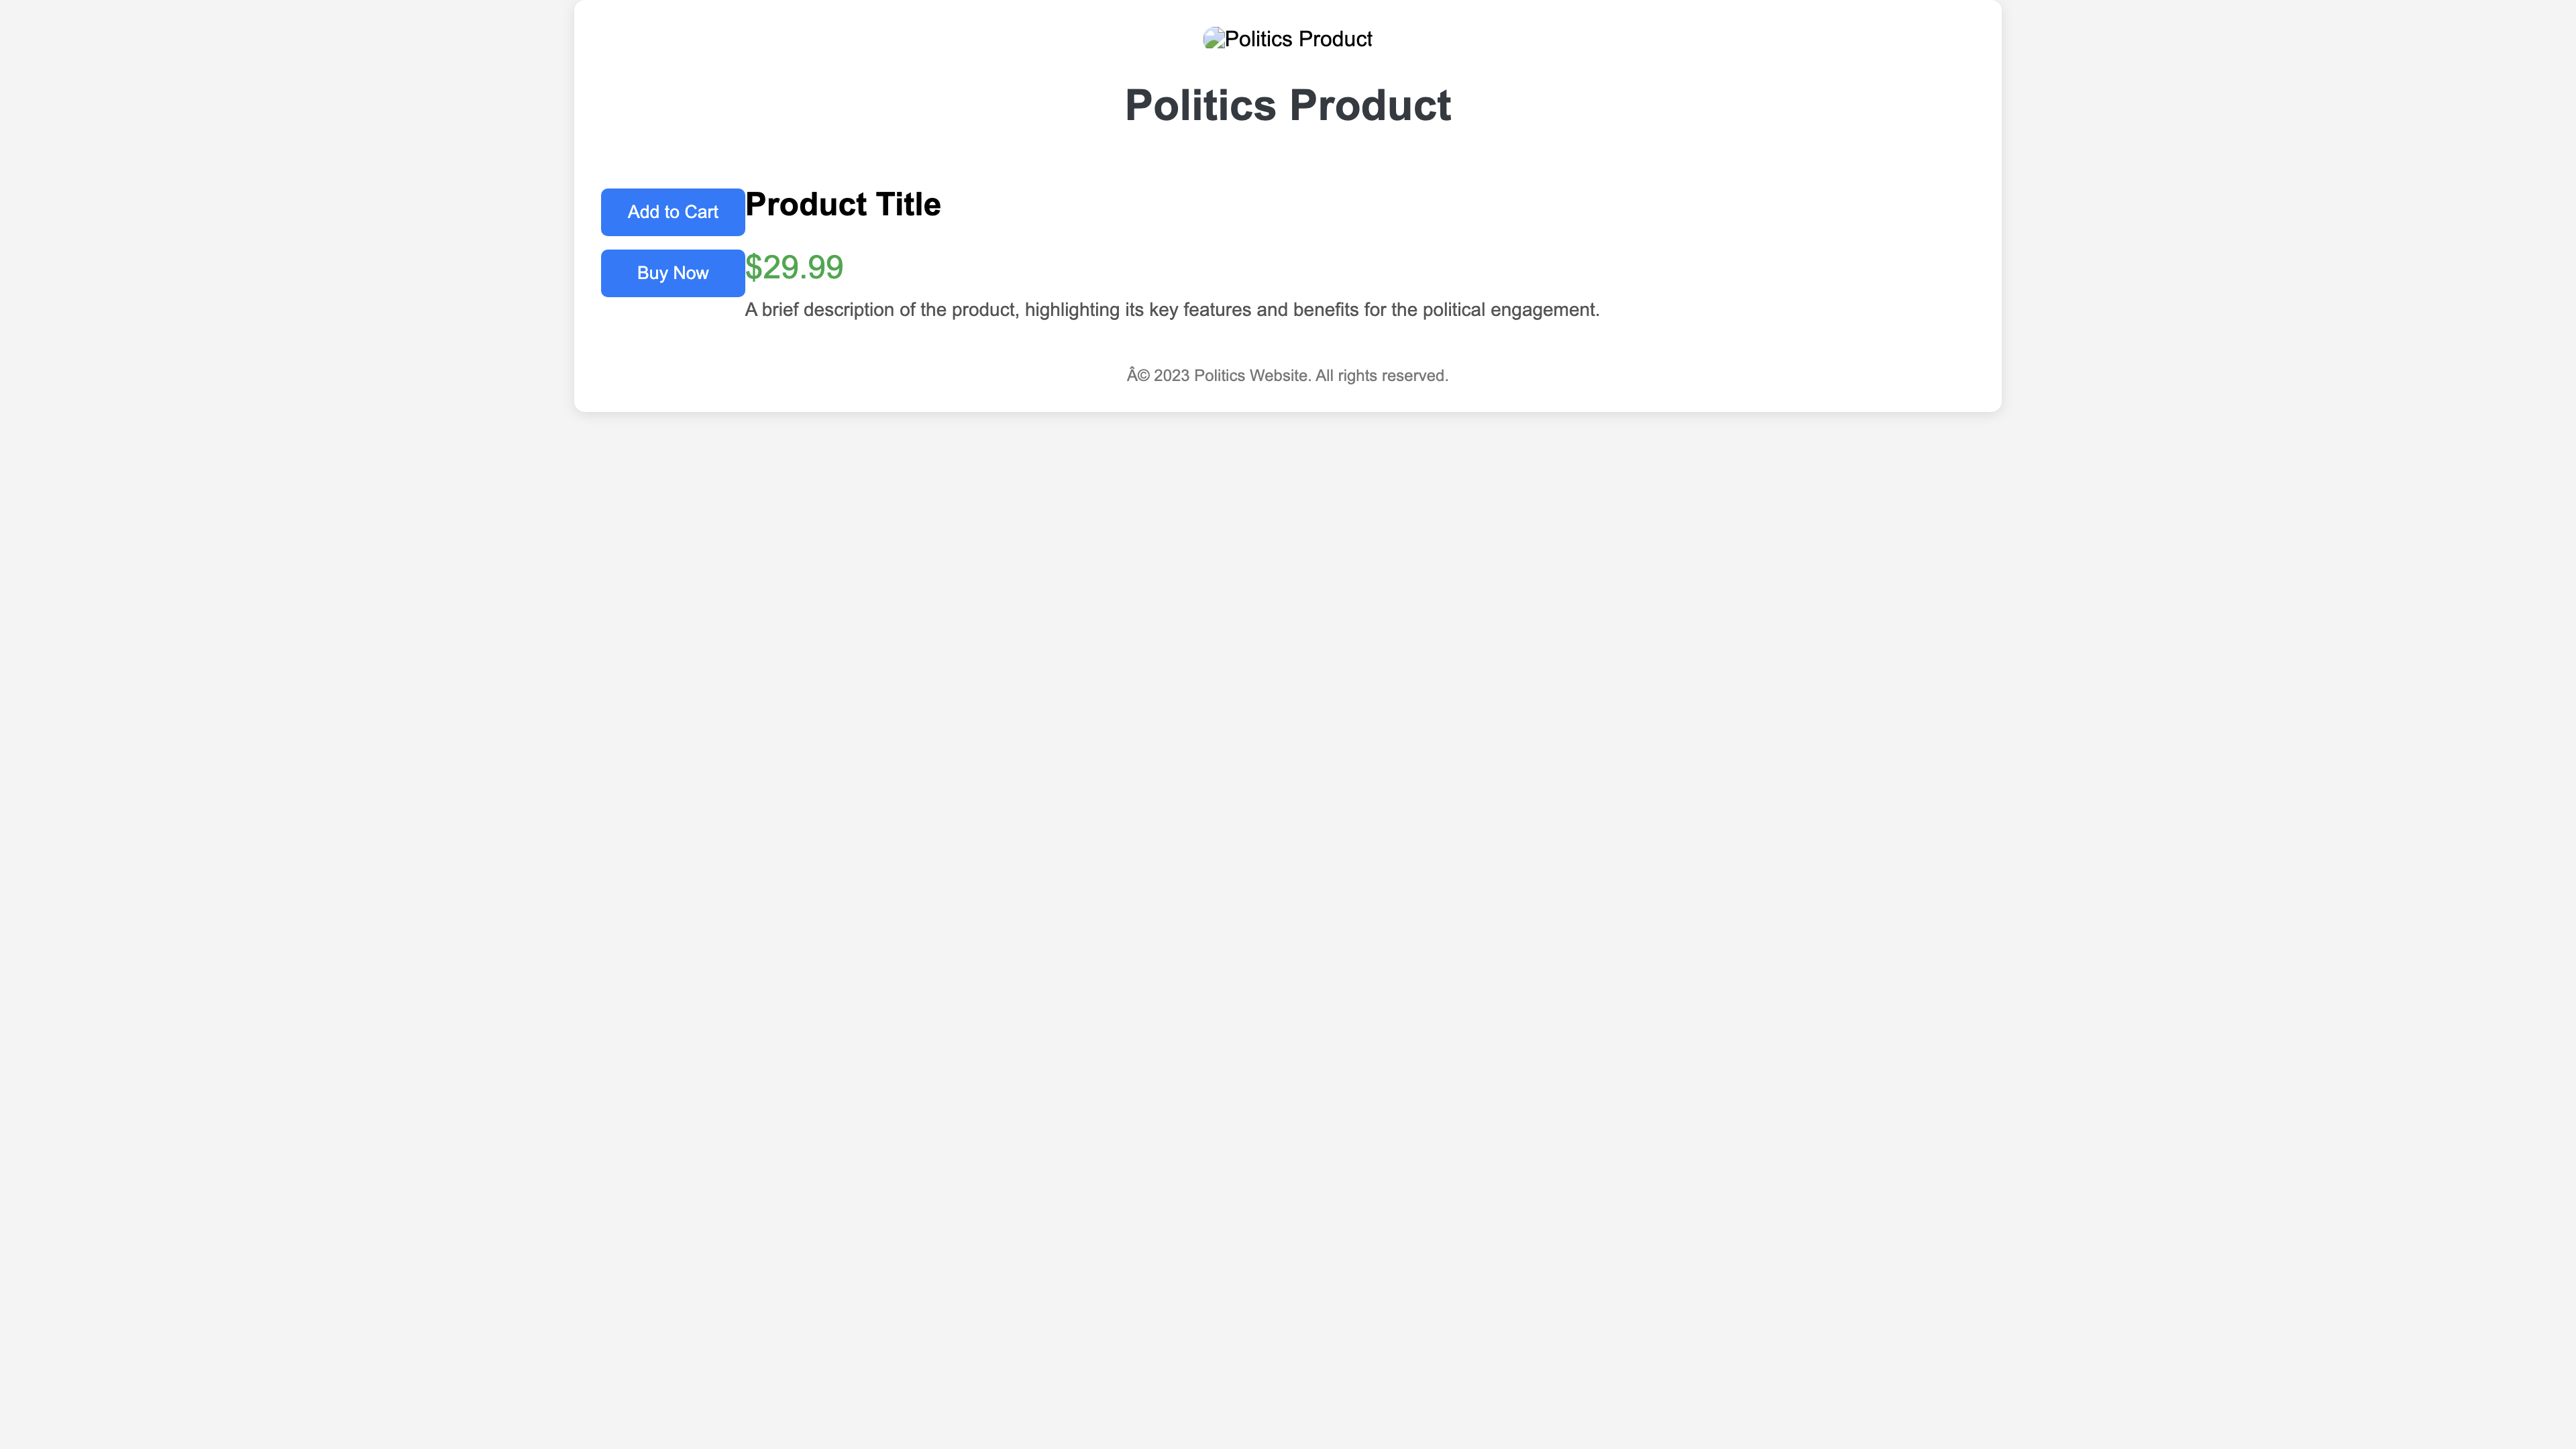 Politics Product
Politics Product
Add to Cart
Product Title
Buy Now
$29.99
A brief description of the product, highlighting its key features and benefits for the political engagement.
Â© 2023 Politics Website. All rights reserved.